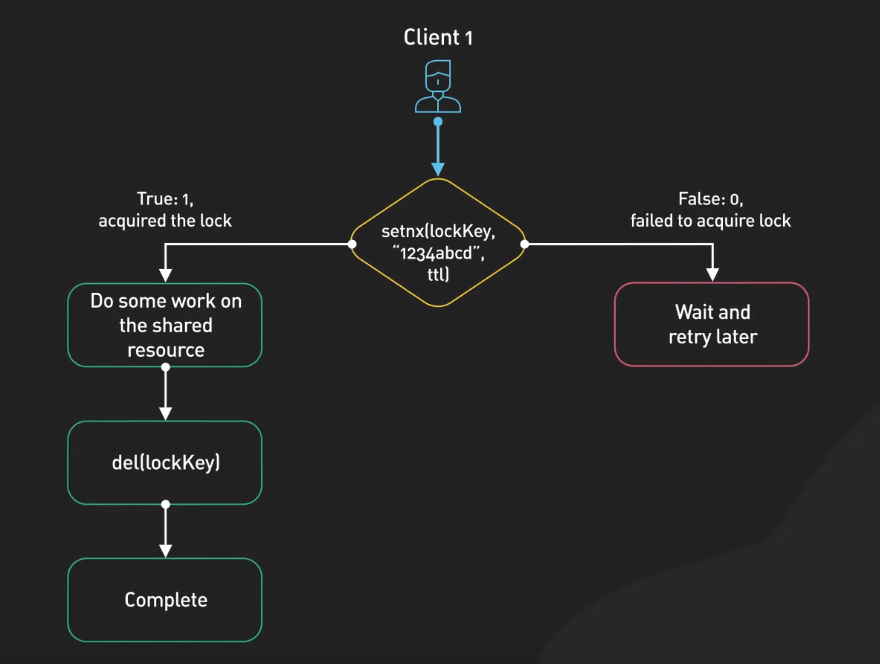 Client 1
True: 1,
acquired the lock
False: 0,
failed to acquire lock
setnx(lockKey,
“1234abcd”,
ttl)
Do some work on
the shared
resource
Wait and
retry later
del(lockKey)
Complete